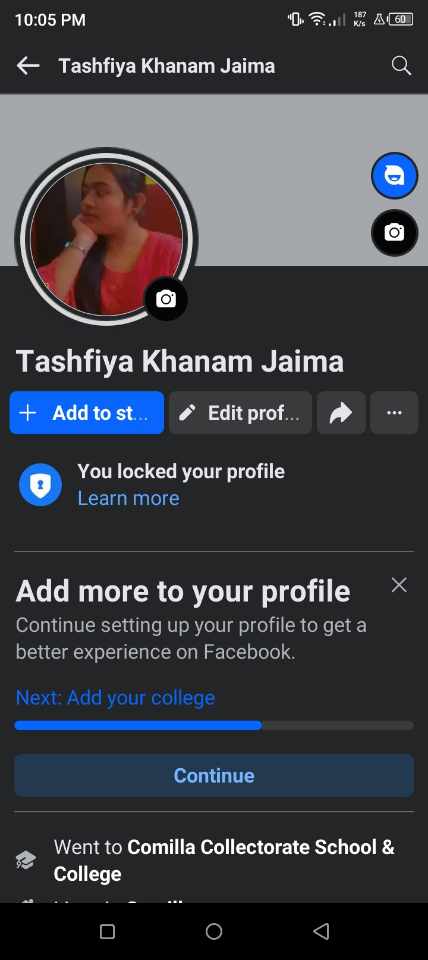 10:05 PM
187
K/s
60
Tashfiya Khanam Jaima
Tashfiya Khanam Jaima
Add to st...
Edit prof...
You locked your profile
Learn more
Add more to your profile
Continue setting up your profile to get a
better experience on Facebook.
Next: Add your college
Continue
Went to Comilla Collectorate School &
College